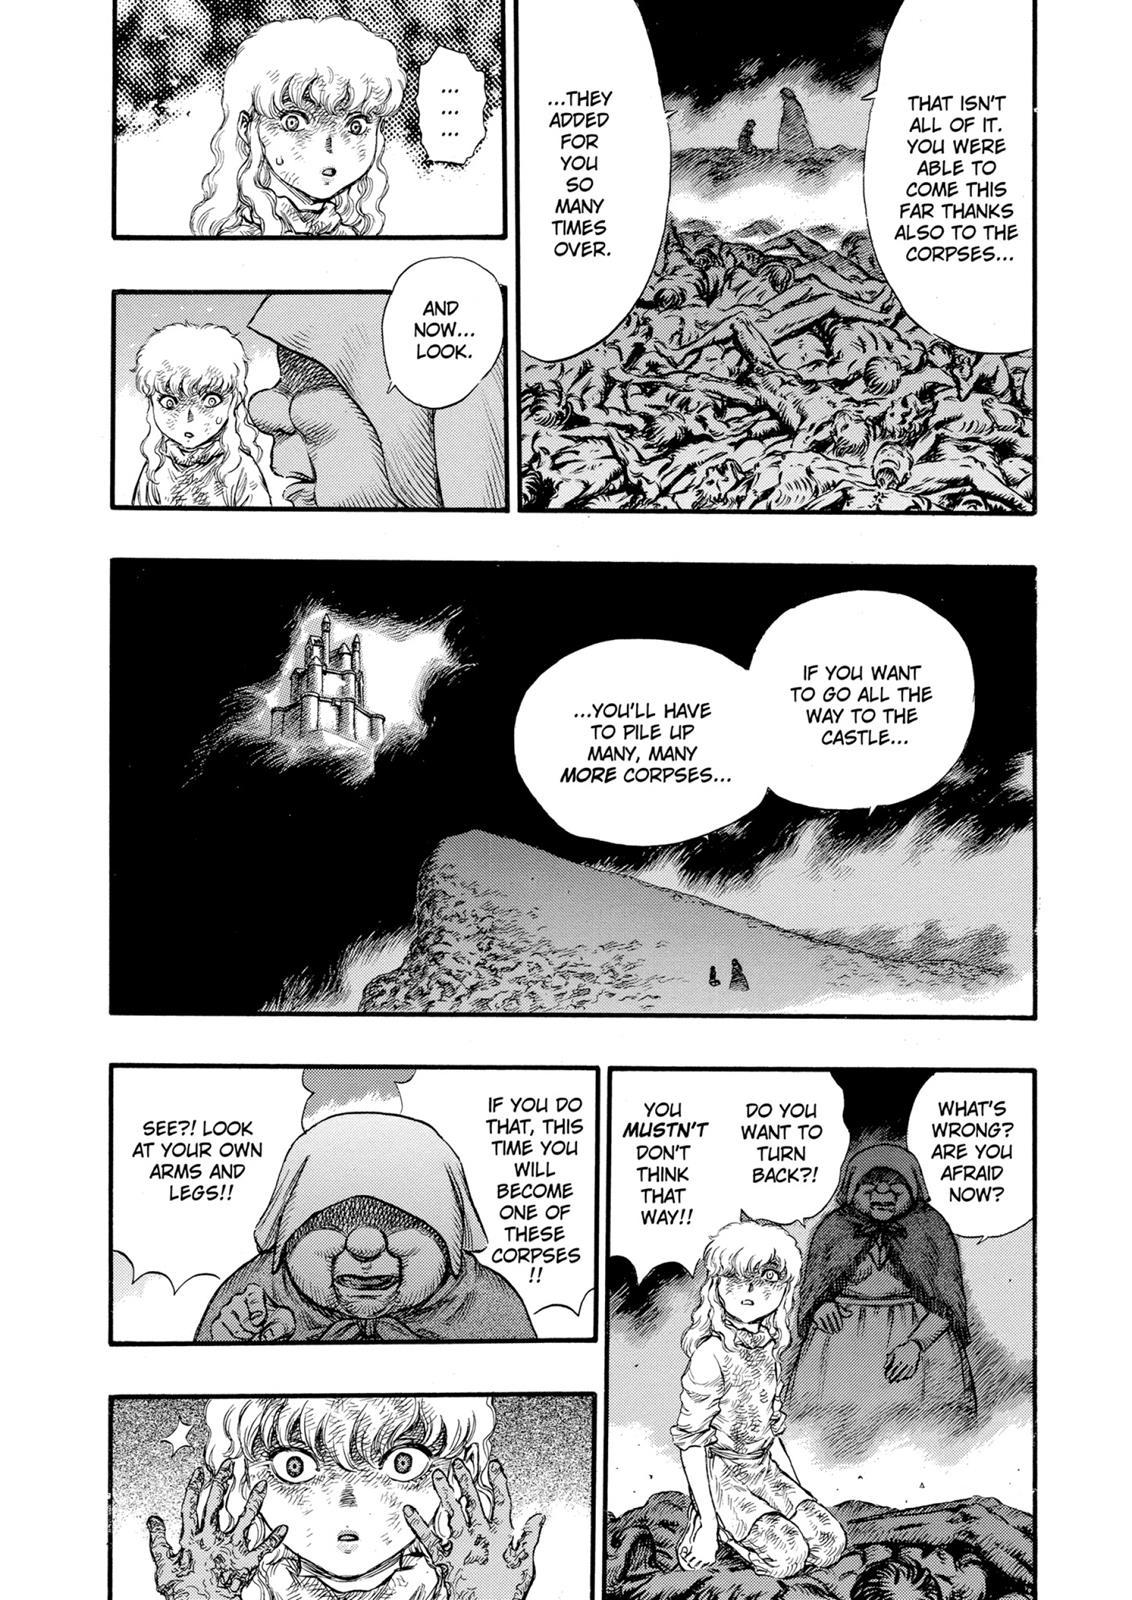 THAT ISN'T
ALL OF IT.
YOU WERE
ABLE TO
COME THIS
FAR THANKS
ALSO TO THE
CORPSES...
...THEY
ADDED
FOR
YOU
SO
MANY
TIMES
OVER.
...
...
...
AND
NOW...
LOOK.
IF YOU WANT
TO GO ALL THE
WAY TO THE
CASTLE...
...YOU'LL HAVE
TO PILE UP
MANY, MANY
MORE CORPSES...
WHAT'S
WRONG?
ARE YOU
AFRAID
NOW?
DO YOU
WANT TO
TURN
BACK?!
YOU
MUSTN'T
DON'T
THINK
THAT
WAY!!
IF YOU DO
THAT, THIS
TIME YOU
WILL
BECOME
ONE OF
THESE
CORPSES
!!
SEE?! LOOK
AT YOUR OWN
ARMS AND
LEGS!!